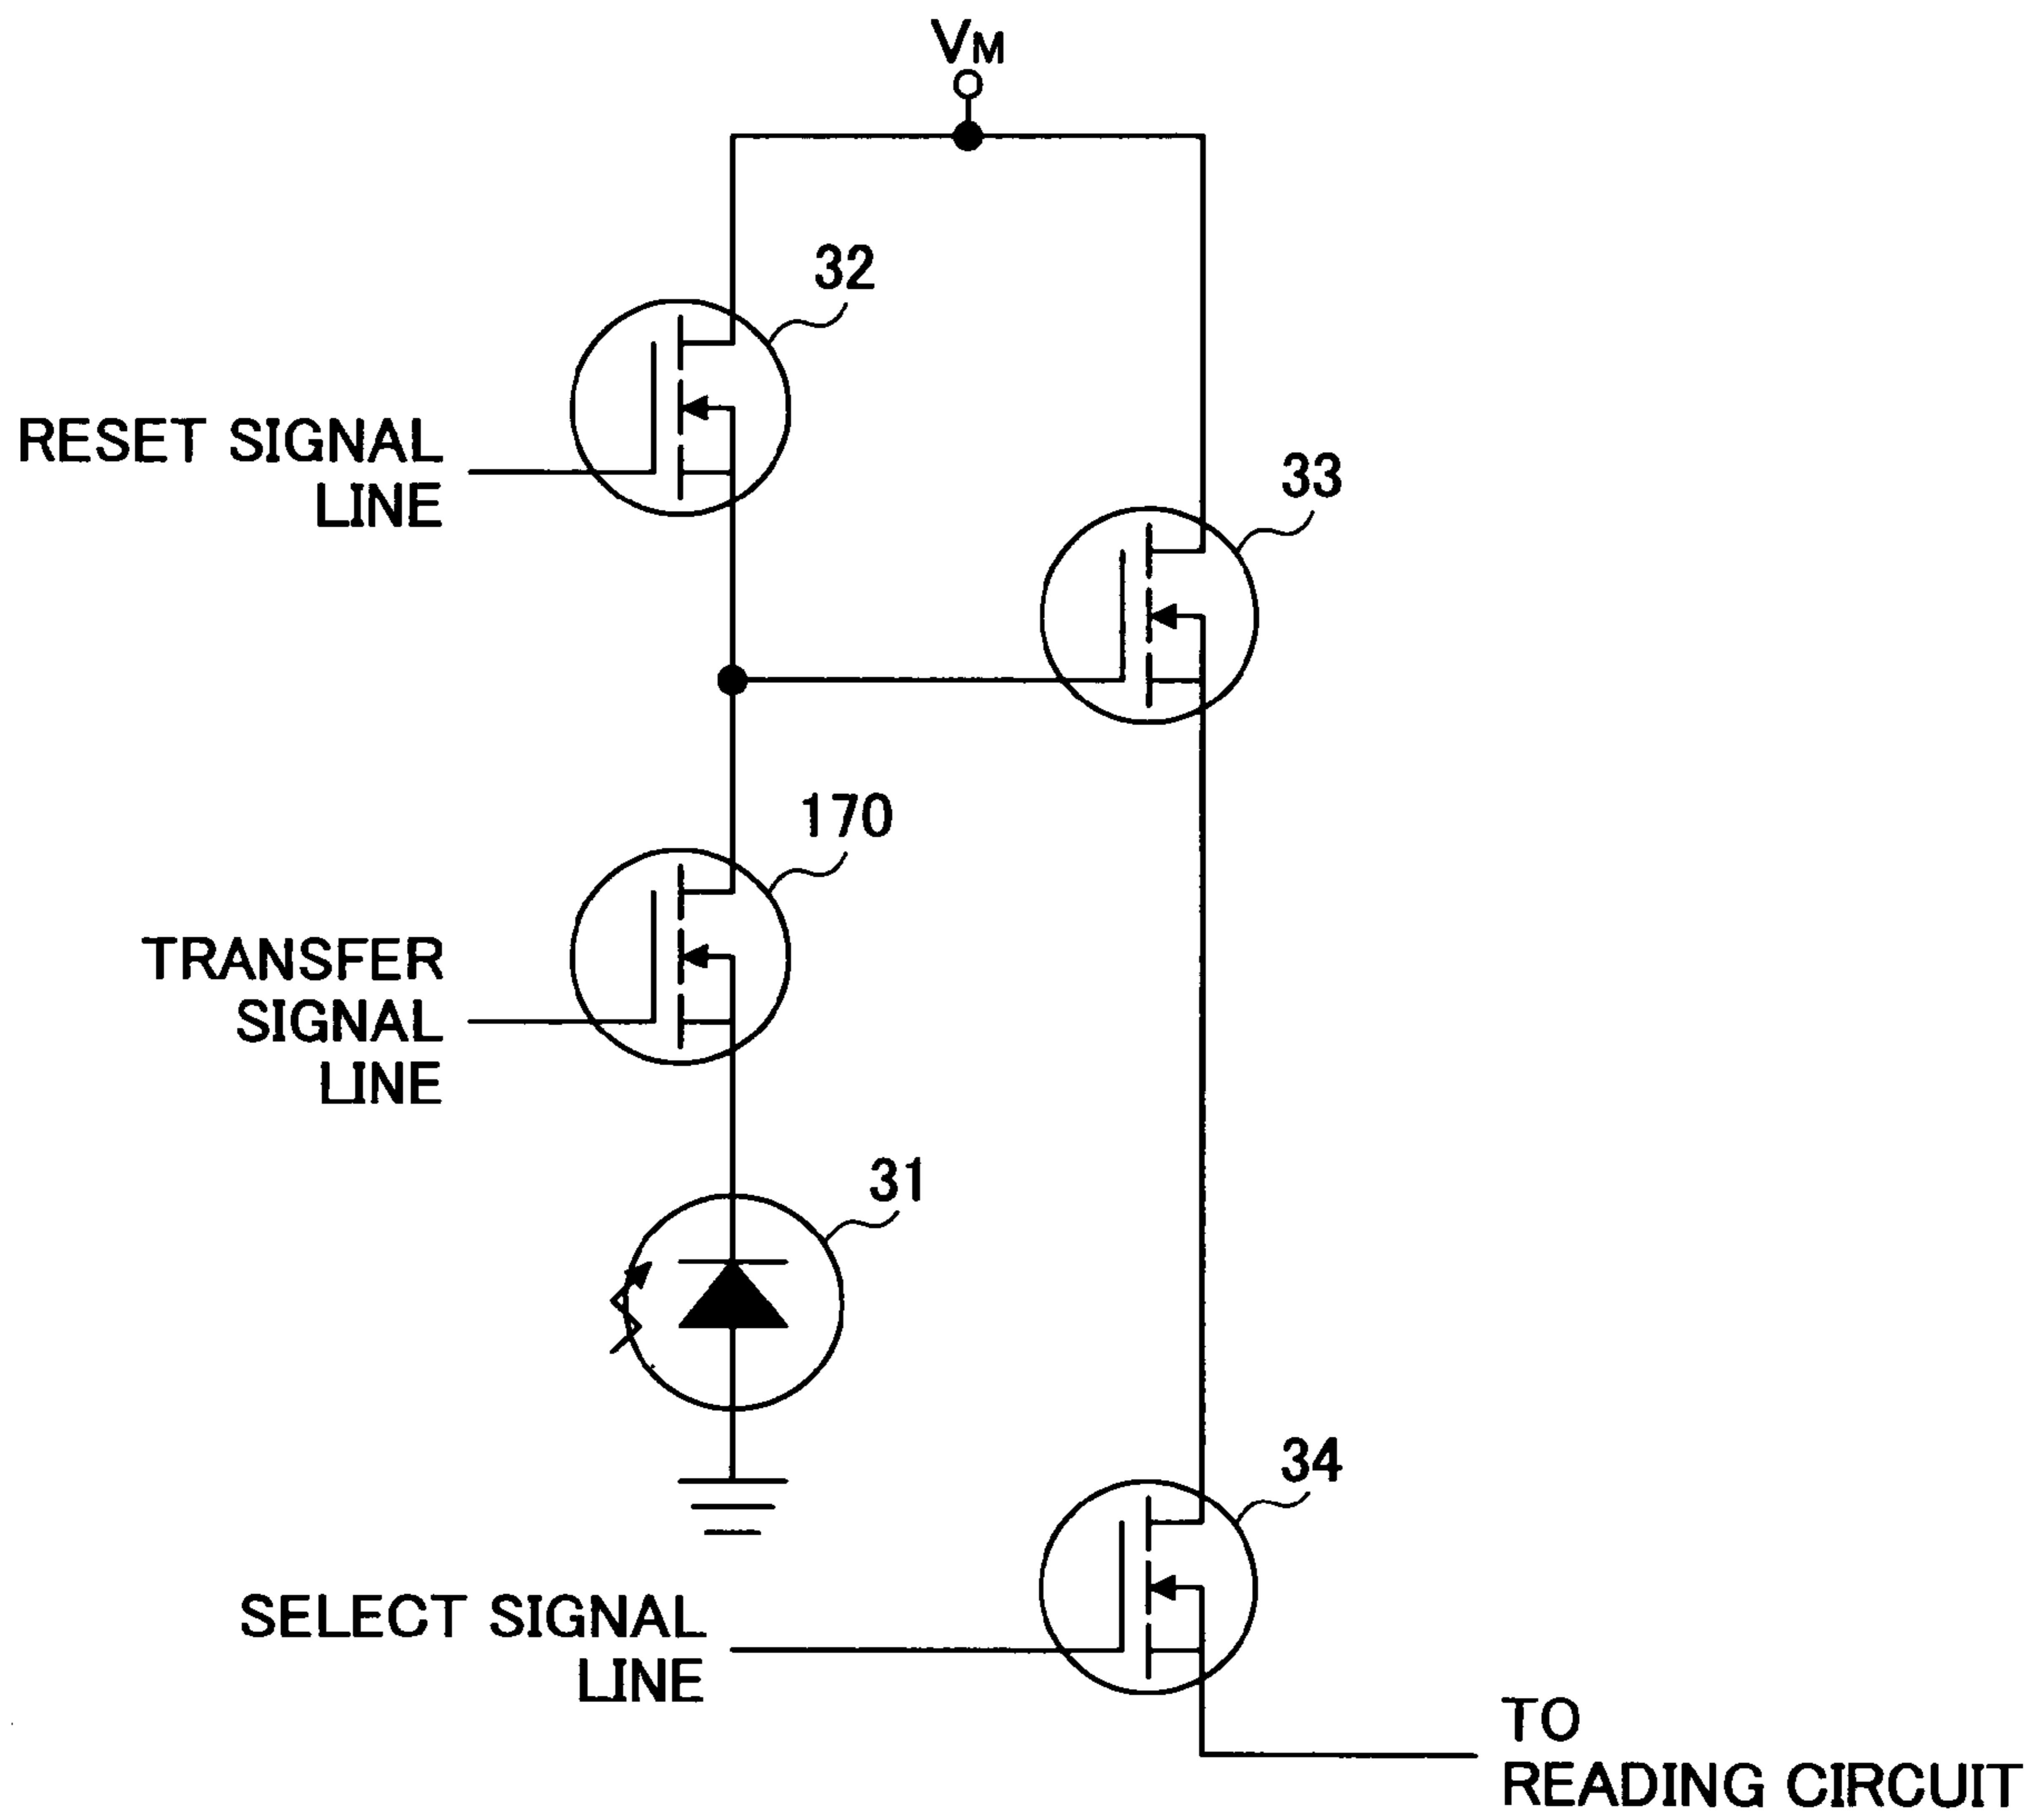 VM
32
RESET SIGNAL
LINE
33
170
TRANSFER
SIGNAL
LINE
31
34
SELECT SIGNAL
LINE
TO
READING CIRCUIT